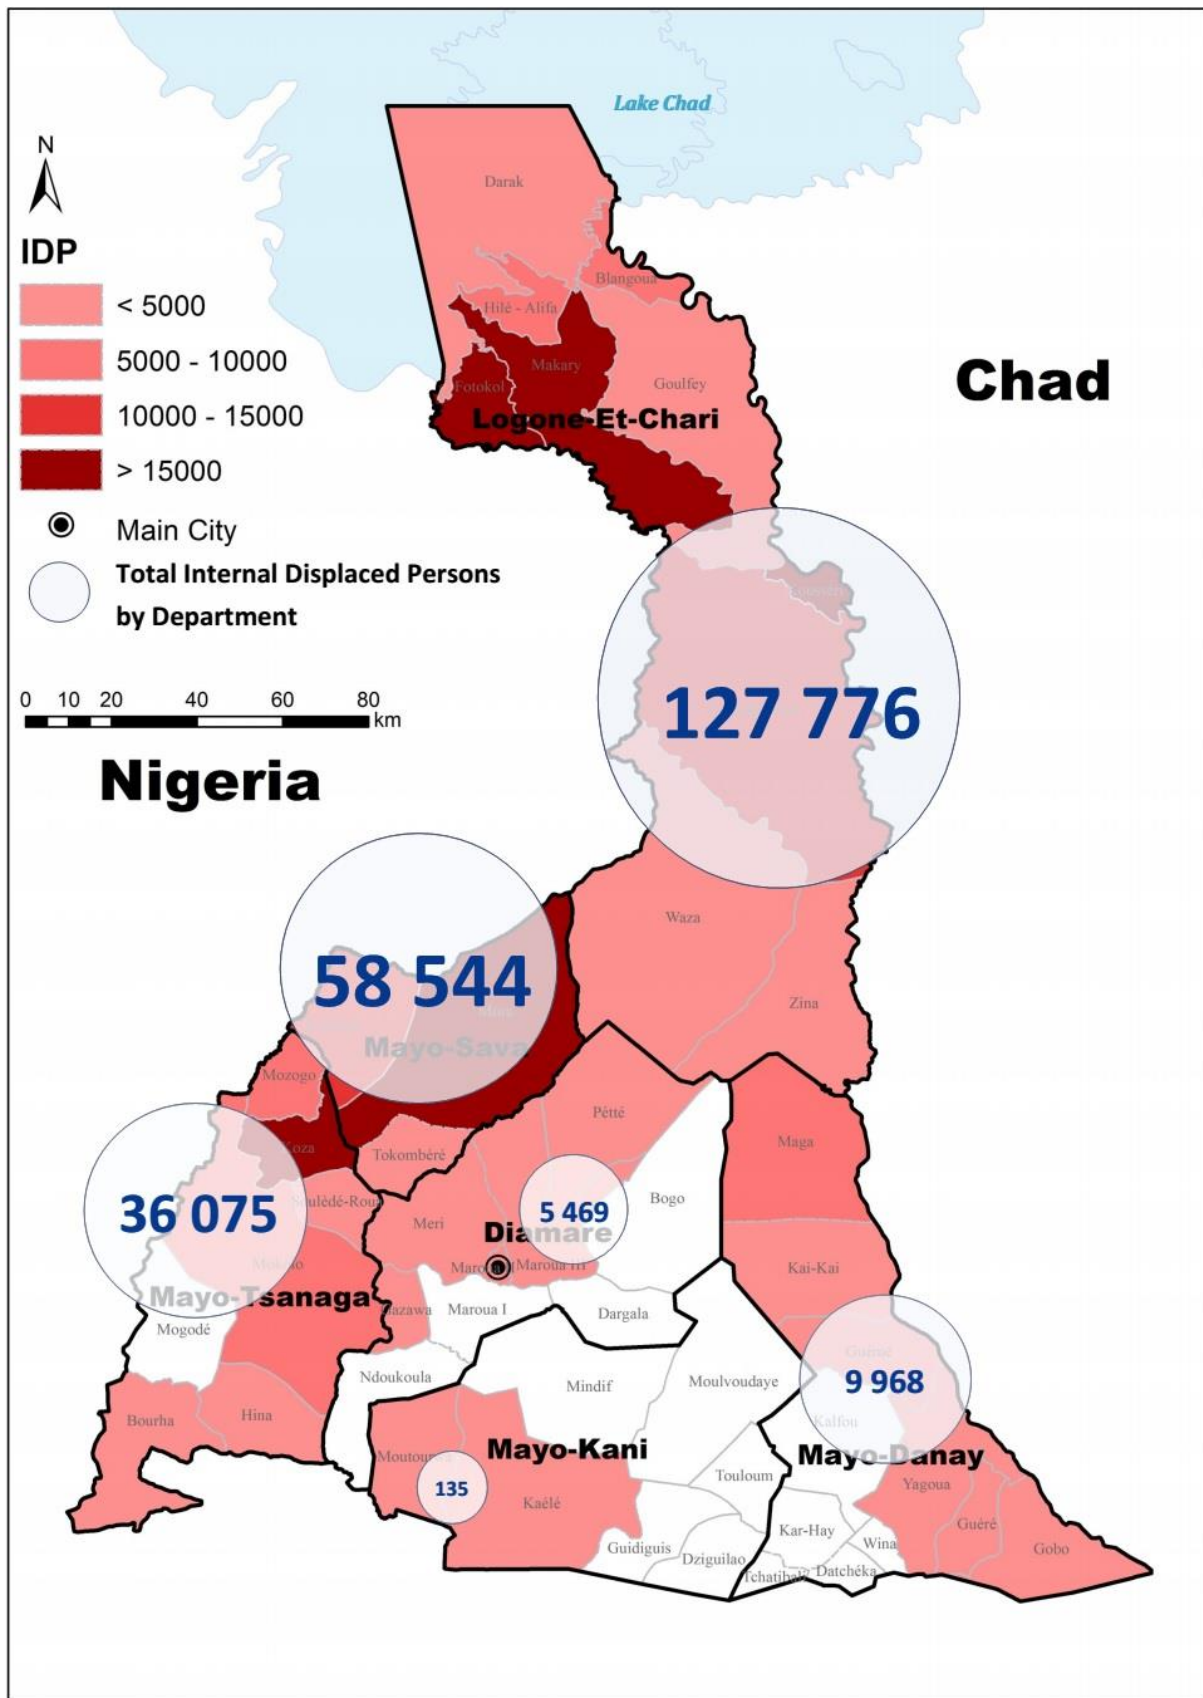 Lake Chad
N
Darak
IDP
< 5000
5000 - 10000
10000 - 15000
> 15000
Main City
Total Internal Displaced Persons
by Department
Blangoua
Hilé - Alifa
Makary
Fotokol
Goulfey
Logone-Et-Chari
Chad
0 10 20 40 60 80
km
127 776
Nigeria
Waza
58 544
Zina
Mayo-Sava
Mozogo
Pétté
Maga
Koza
Tokombéré
36 075
5 469
Bogo
Meri
Diamare
Kai-Kai
Mayo-Tsanaga
Gazawa
Maroua I
Dargala
Mogodé
Ndoukoula
Mindif
Moulvoudaye
9 968
Kalfou
Bourha
Hina
Mayo-Kani
Mayo-Danay
135
Kaélé
Touloum
Yagoua
Guéré
Gobo
Kar-Hay
Wina
Guidiguis
Dziguilao
Datchéka